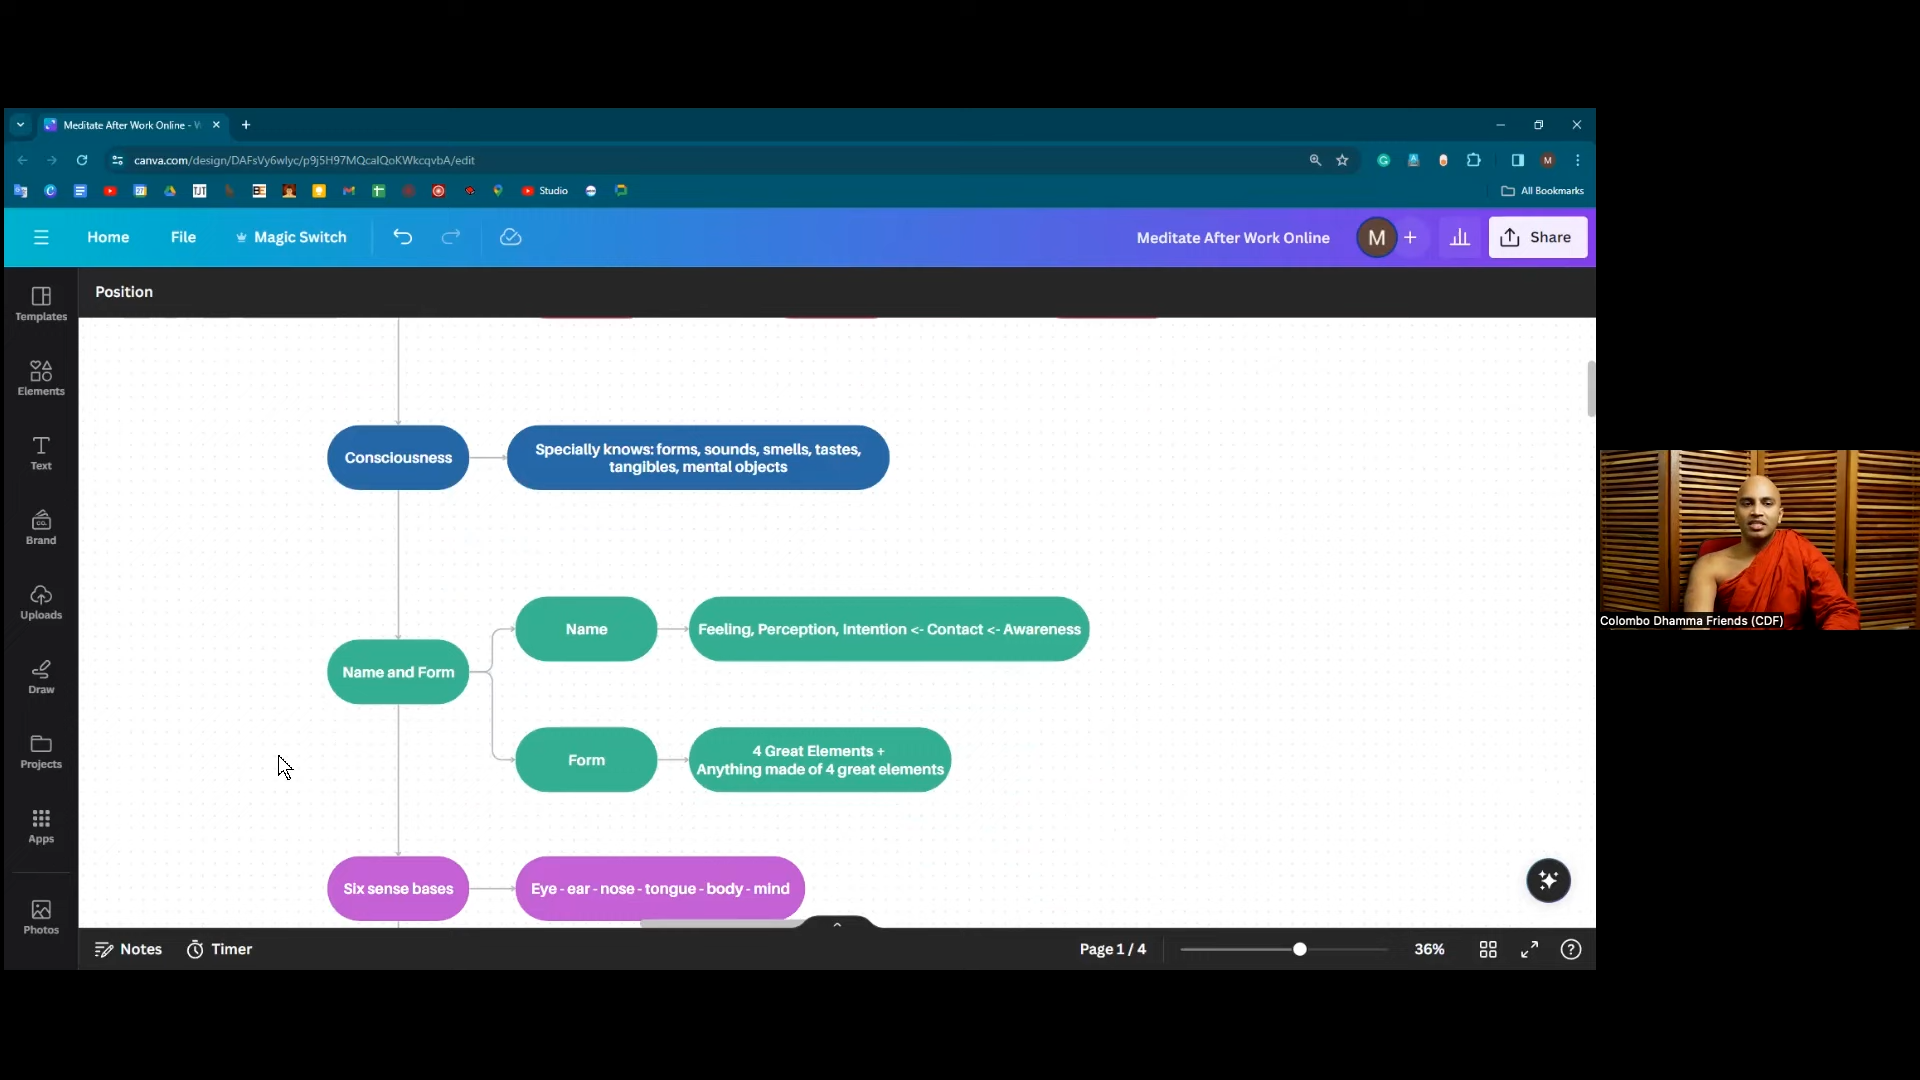 Meditate After Work Online - W
canva.com/design/DAFsVy6wlyc/p9j5H97MQcalQoKWkcqvbA/edit
Studio
All Bookmarks
Home
File
Magic Switch
Meditate After Work Online
M
Share
Position
Templates
Elements
Text
Brand
Uploads
Draw
Projects
Apps
Photos
Consciousness
Specially knows: forms, sounds, smells, tastes,
tangibles, mental objects
Name and Form
Name
Feeling, Perception, Intention <- Contact <- Awareness
Form
4 Great Elements +
Anything made of 4 great elements
Six sense bases
Eye - ear - nose - tongue - body - mind
Notes
Timer
Page 1 / 4
36%
Colombo Dhamma Friends (CDF)